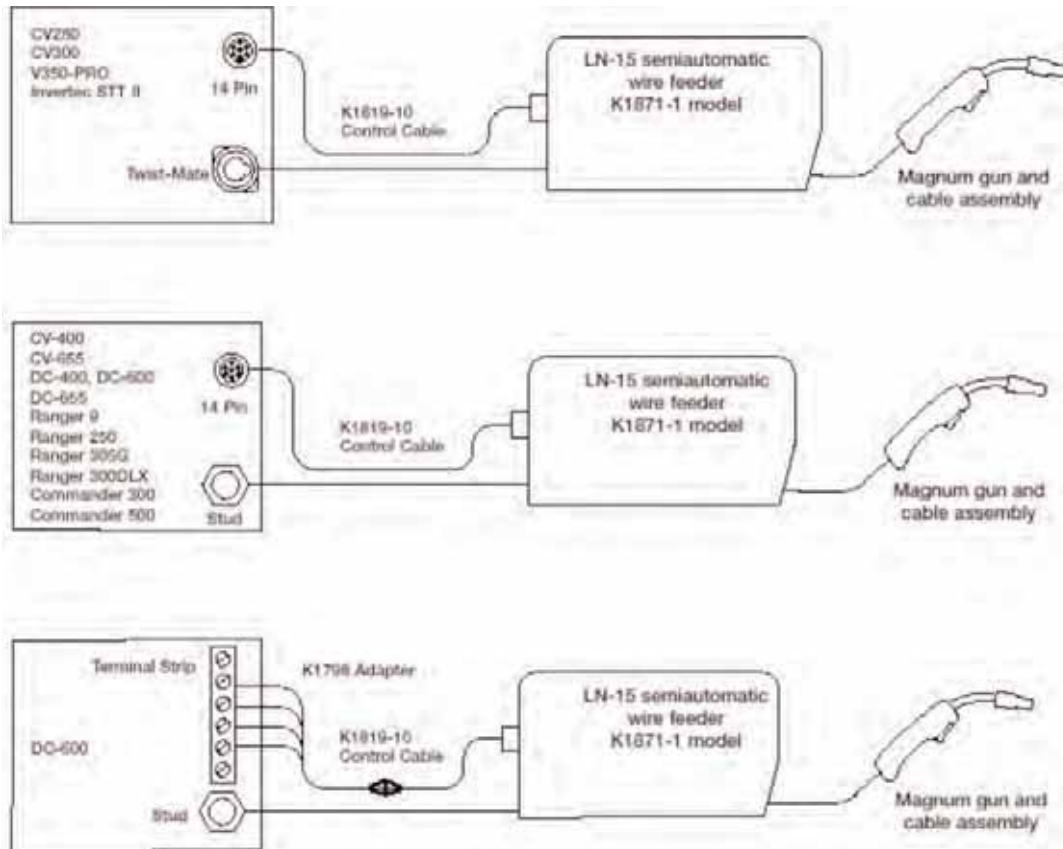 CV250
CV300
V350-PRO
Invertec STT II
14 Pin
K1819-10
Control Cable
Twist-Mate
LN-15 semiautomatic
wire feeder
K1871-1 model
Magnum gun and
cable assembly
CV-400
CV-655
DC-400, DC-600
DC-655
Ranger 9
Ranger 250
Ranger 305G
Ranger 300DLX
Commander 300
Commander 500
14 Pin
Stud
K1819-10
Control Cable
LN-15 semiautomatic
wire feeder
K1871-1 model
Magnum gun and
cable assembly
Terminal Strip
DC-600
Stud
K1798 Adapter
K1819-10
Control Cable
LN-15 semiautomatic
wire feeder
K1871-1 model
Magnum gun and
cable assembly